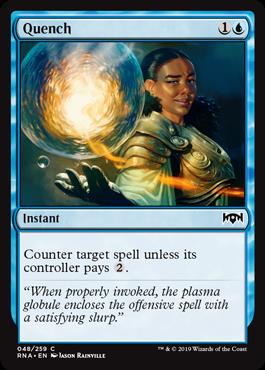 Quench 1
Instant
Counter target spell unless its
controller pays 2.
“When properly invoked, the plasma
globule encloses the offensive spell with
a satisfying slurp.”
048/259 C
RNA • EN Jason Rainville ™ & © 2019 Wizards of the Coast